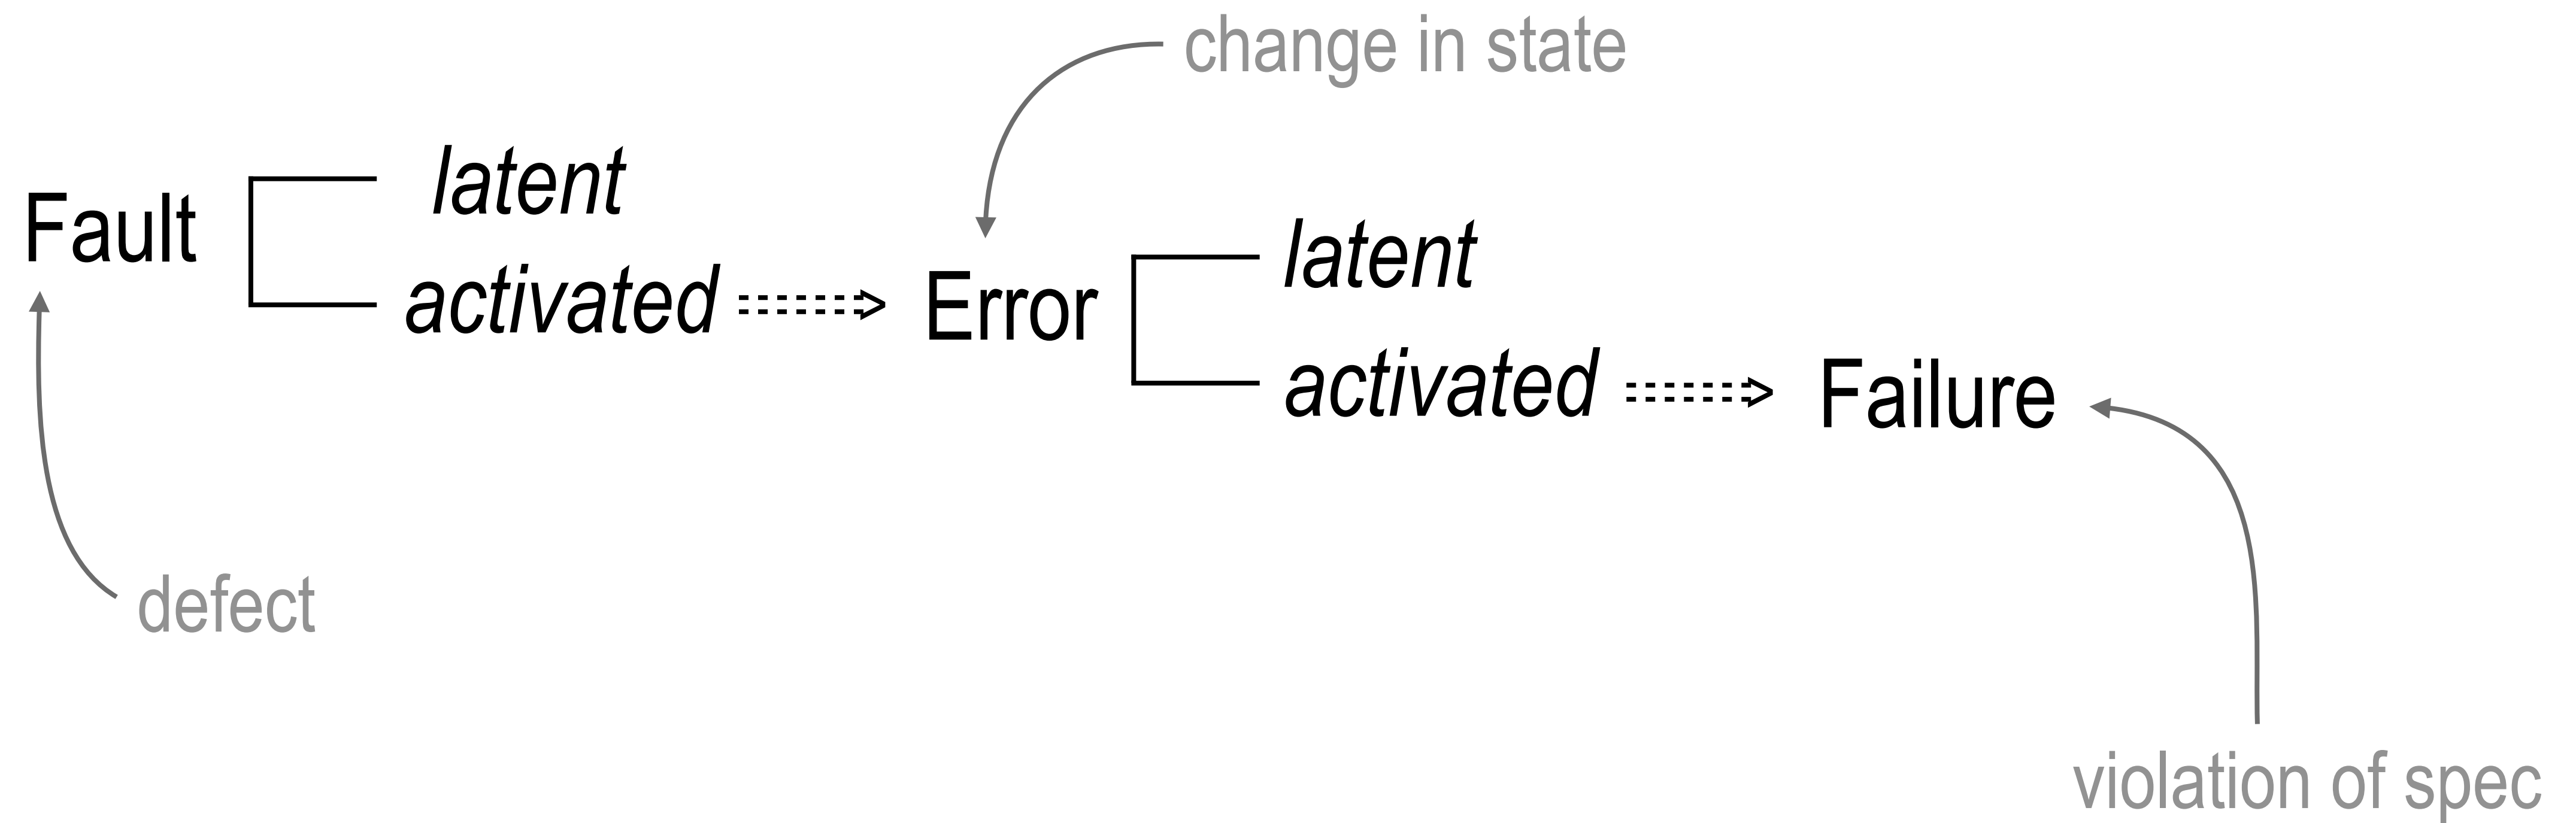 change in state
latent
Fault
activated
Error
latent
activated
Failure
defect
violation of spec